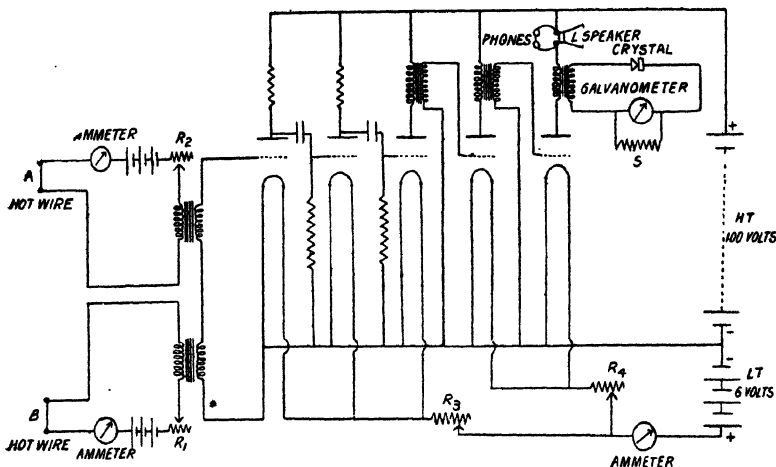 PHONES
L SPEAKER
CRYSTAL
GALVANOMETER
S
AMMETER
R2
A
HOT WIRE
HT
100 VOLTS
+
-
-
LT
6 VOLTS
+
R4
R3
B
HOT WIRE
AMMETER
R1
AMMETER